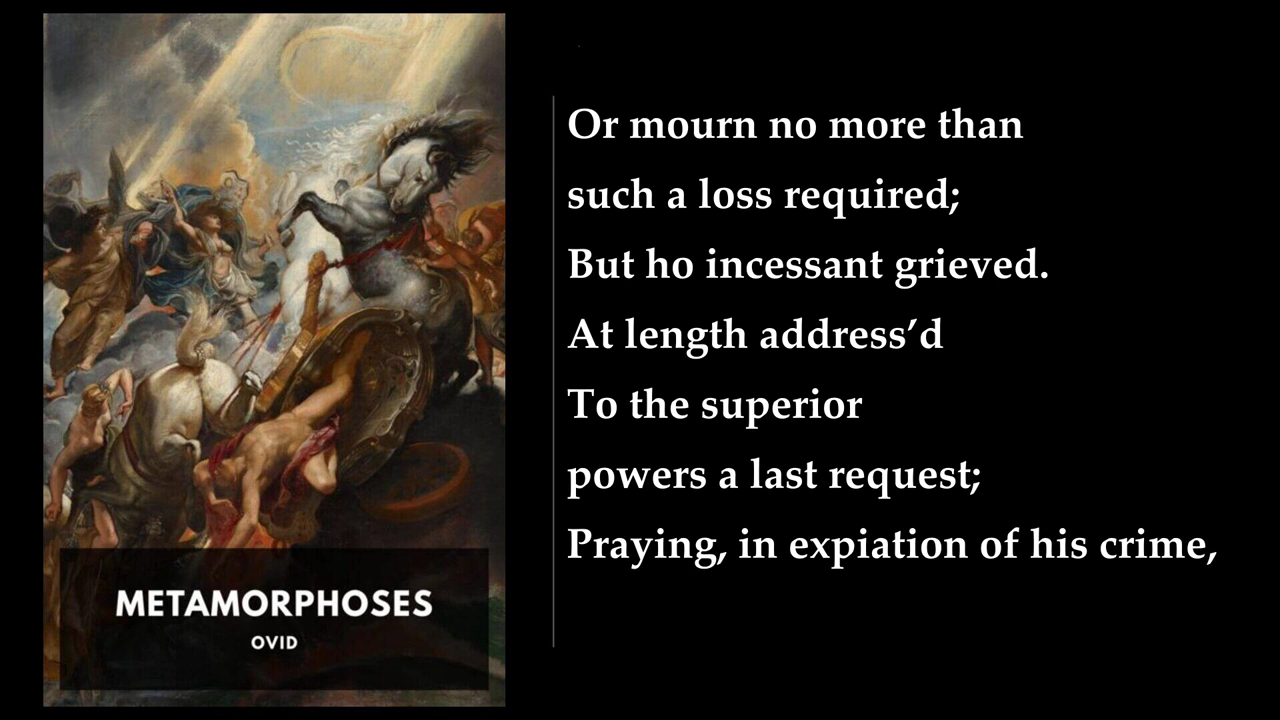 METAMORPHOSES
OVID
Or mourn no more than
such a loss required;
But ho incessant grieved.
At length address’d
To the superior
powers a last request;
Praying, in expiation of his crime,